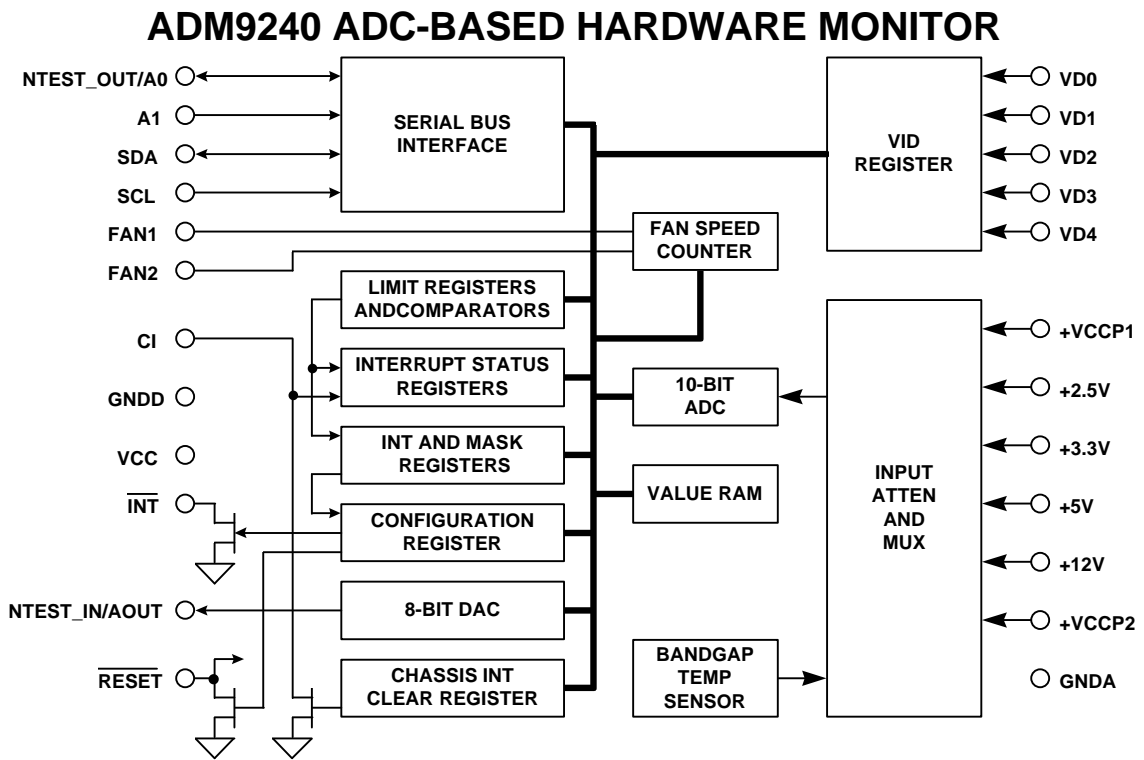 ADM9240 ADC-BASED HARDWARE MONITOR
NTEST_OUT/A0
A1
SDA
SCL
FAN1
FAN2
CI
GNDD
VCC
INT
NTEST_IN/AOUT
RESET
SERIAL BUS
INTERFACE
LIMIT REGISTERS
ANDCOMPARATORS
INTERRUPT STATUS
REGISTERS
INT AND MASK
REGISTERS
CONFIGURATION
REGISTER
8-BIT DAC
CHASSIS INT
CLEAR REGISTER
FAN SPEED
COUNTER
10-BIT
ADC
VALUE RAM
BANDGAP
TEMP
SENSOR
VID
REGISTER
INPUT
ATTEN
AND
MUX
VD0
VD1
VD2
VD3
VD4
+VCCP1
+2.5V
+3.3V
+5V
+12V
+VCCP2
GNDA